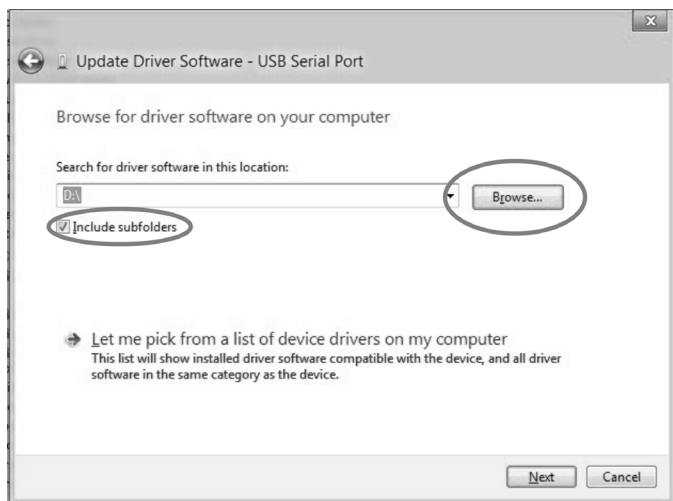 X
Update Driver Software - USB Serial Port
Browse for driver software on your computer
Search for driver software in this location:
D:\
Browse...
Include subfolders
Let me pick from a list of device drivers on my computer
This list will show installed driver software compatible with the device, and all driver
software in the same category as the device.
Next Cancel